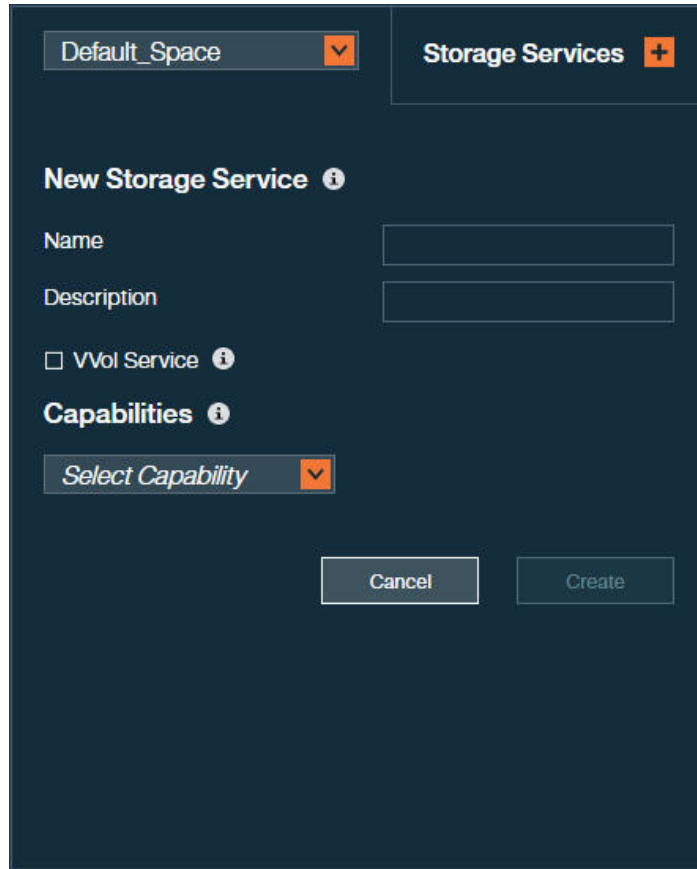 Default_Space
Storage Services
New Storage Service
Name
Description
VVol Service
Capabilities
Select Capability
Cancel
Create